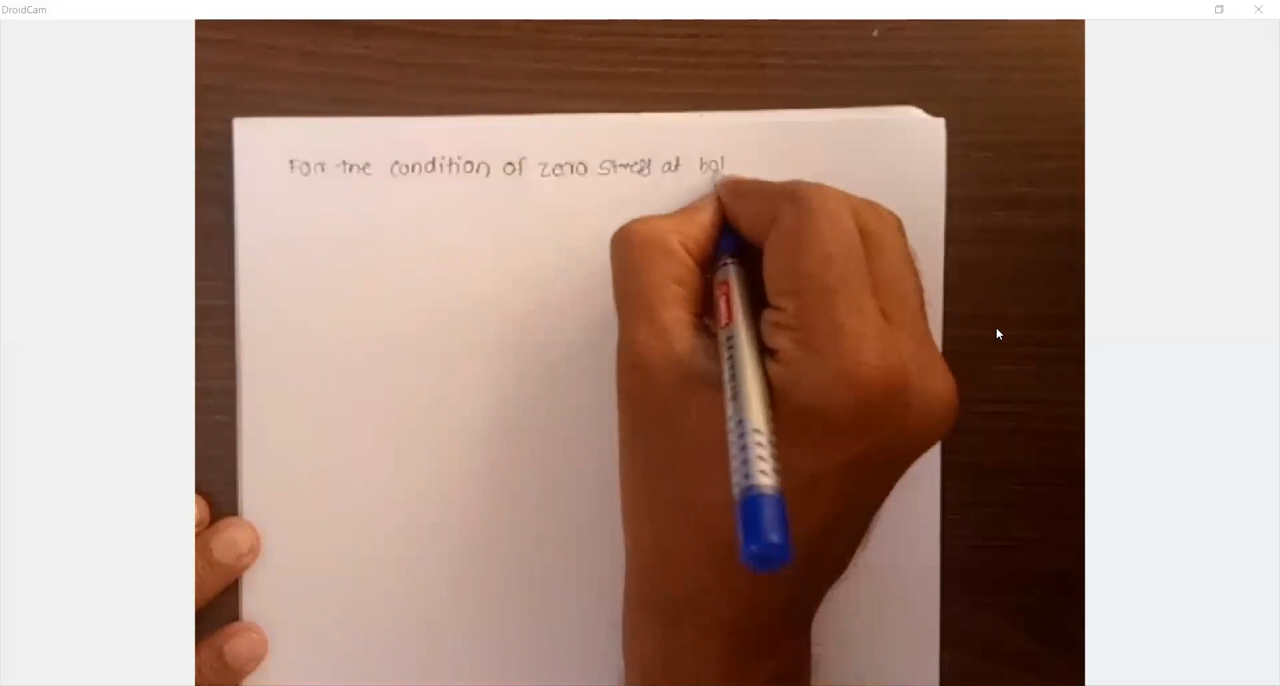 DroidCam
For the condition of zero stress at